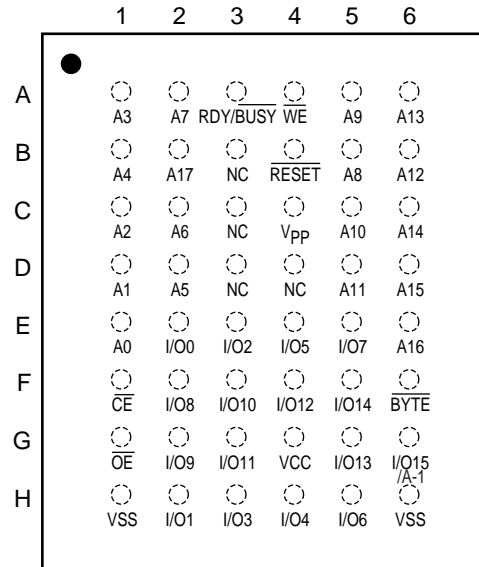 1 2 3 4 5 6
A
A3 A7 RDY/BUSY WE A9 A13
B
A4 A17 NC RESET A8 A12
C
A2 A6 NC VPP A10 A14
D
A1 A5 NC NC A11 A15
E
A0 I/O0 I/O2 I/O5 I/O7 A16
F
CE I/O8 I/O10 I/O12 I/O14 BYTE
G
OE I/O9 I/O11 VCC I/O13 I/O15
/A-1
H
VSS I/O1 I/O3 I/O4 I/O6 VSS